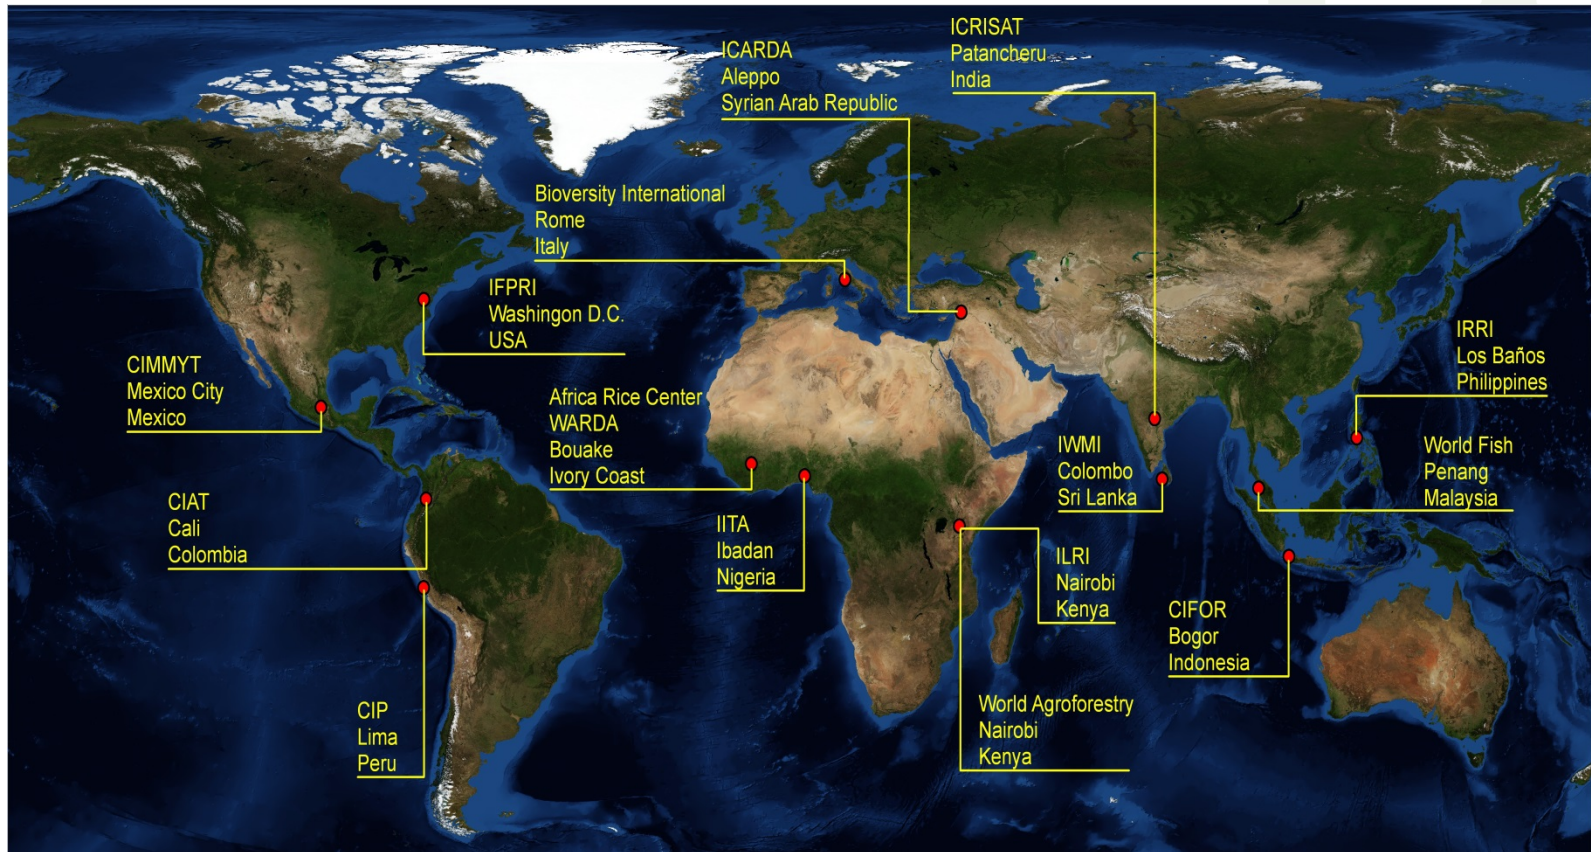 ICRISAT
Patancheru
India
ICARDA
Aleppo
Syrian Arab Republic
Bioversity International
Rome
Italy
IFPRI
Washingon D.C.
USA
IRRI
Los Baños
Philippines
CIMMYT
Mexico City
Mexico
Africa Rice Center
WARDA
Bouake
Ivory Coast
IWMI
Colombo
Sri Lanka
World Fish
Penang
Malaysia
CIAT
Cali
Colombia
IITA
Ibadan
Nigeria
ILRI
Nairobi
Kenya
CIFOR
Bogor
Indonesia
CIP
Lima
Peru
World Agroforestry
Nairobi
Kenya